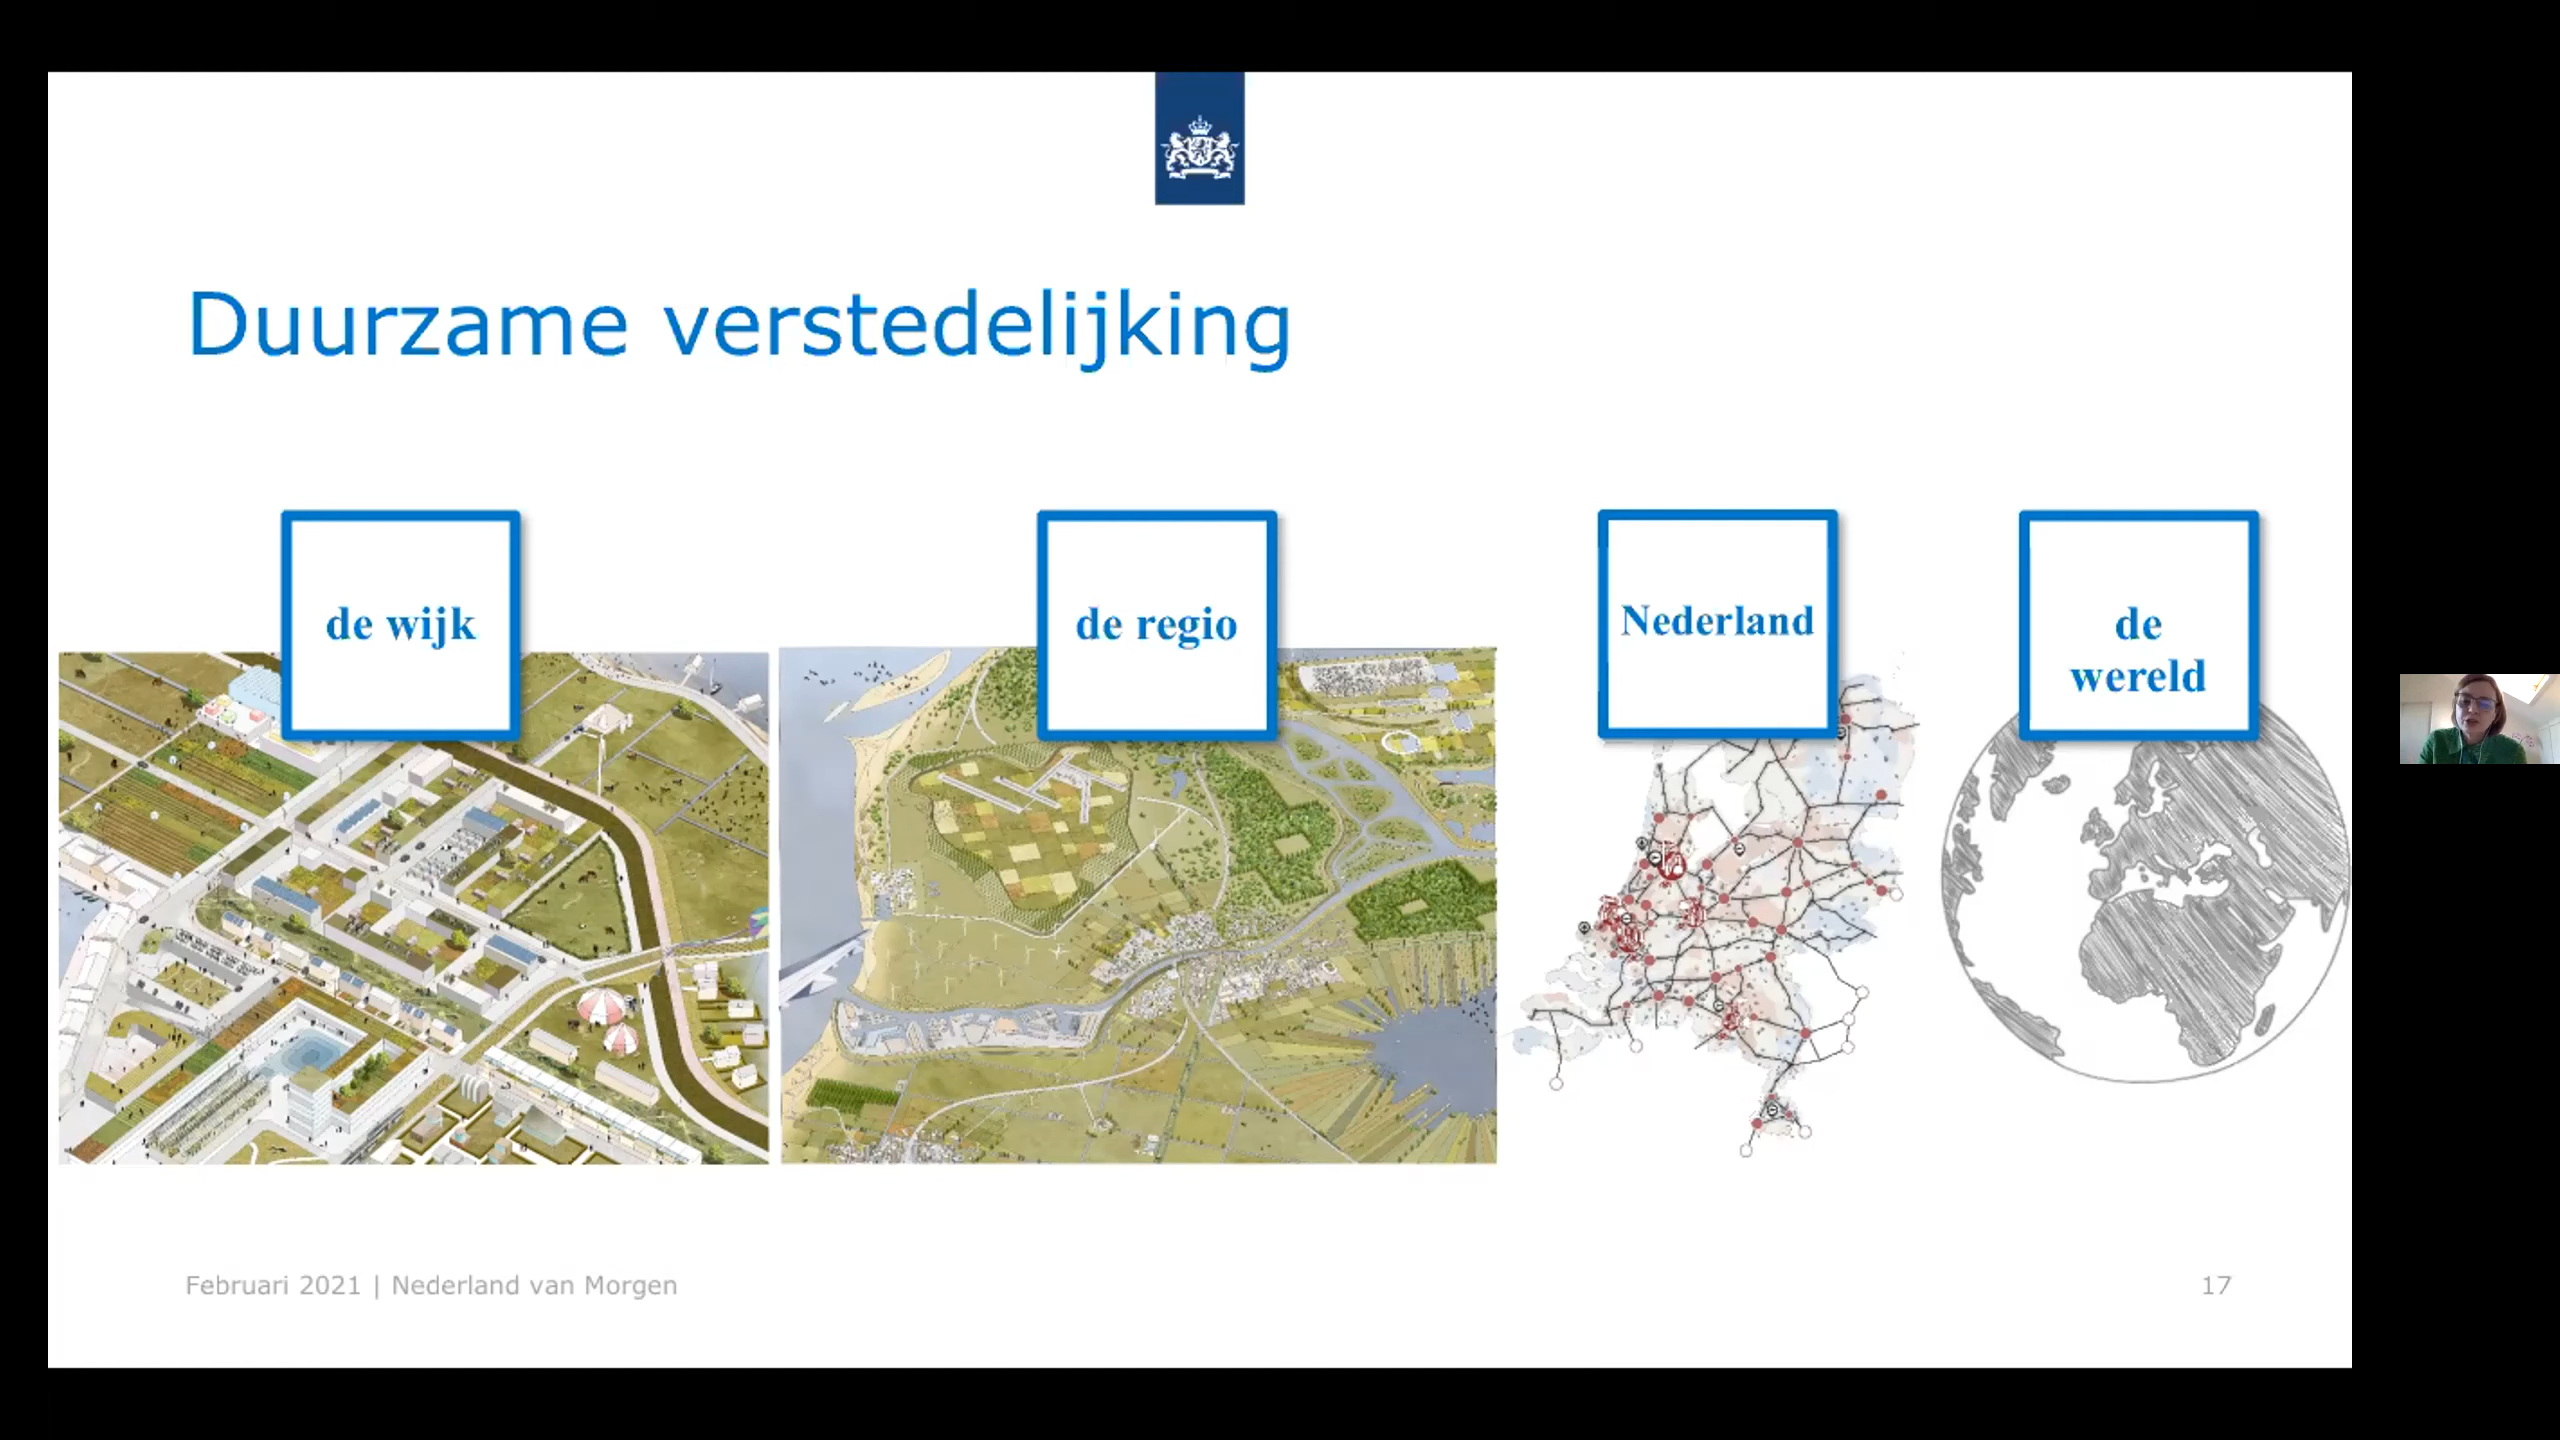 Duurzame verstedelijking
de wijk
de regio
Nederland
de
wereld
Februari 2021 | Nederland van Morgen
17